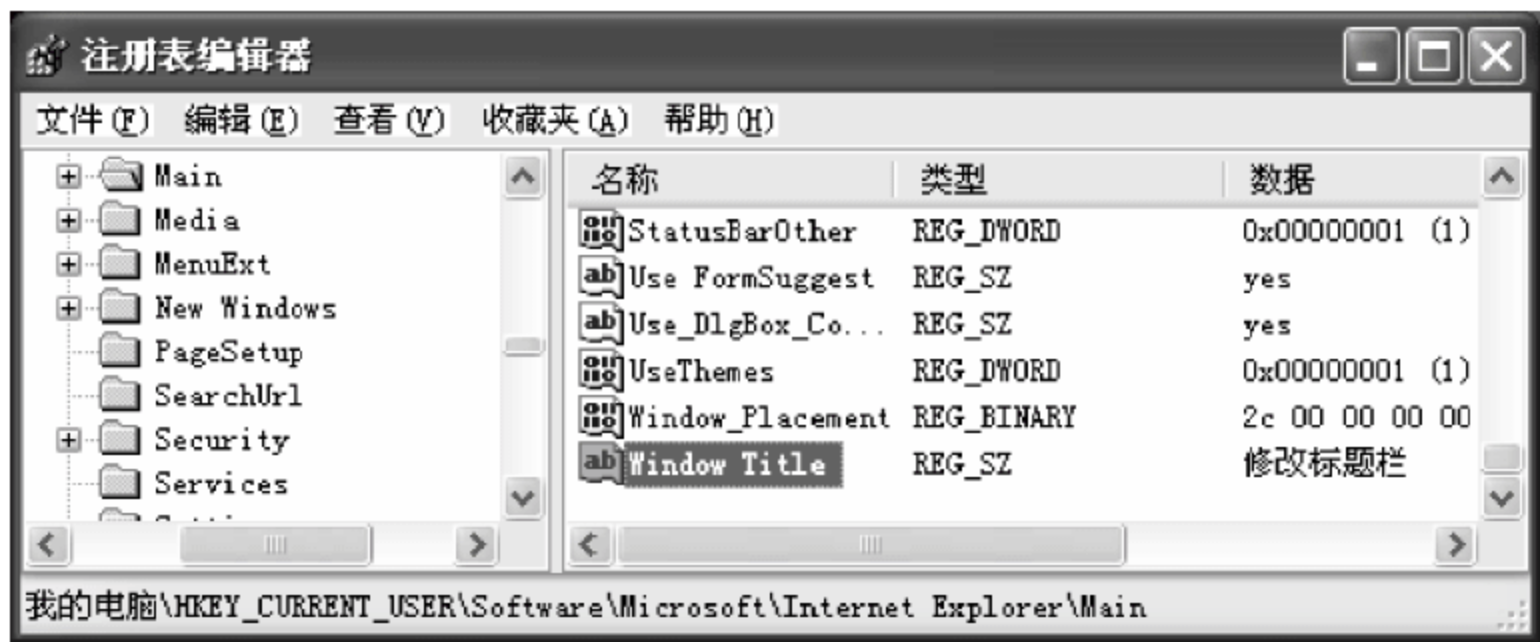 注册表编辑器
文件(F) 编辑(E) 查看(V) 收藏夹(A) 帮助(H)
Main
Media
MenuExt
New Windows
PageSetup
SearchUrl
Security
Services
名称 类型 数据
StatusBarOther REG_DWORD 0x00000001 (1)
Use FormSuggest REG_SZ yes
Use_DlgBox_Co... REG_SZ yes
UseThemes REG_DWORD 0x00000001 (1)
Window_Placement REG_BINARY 2c 00 00 00 00
Window Title REG_SZ 修改标题栏
我的电脑\HKEY_CURRENT_USER\Software\Microsoft\Internet Explorer\Main